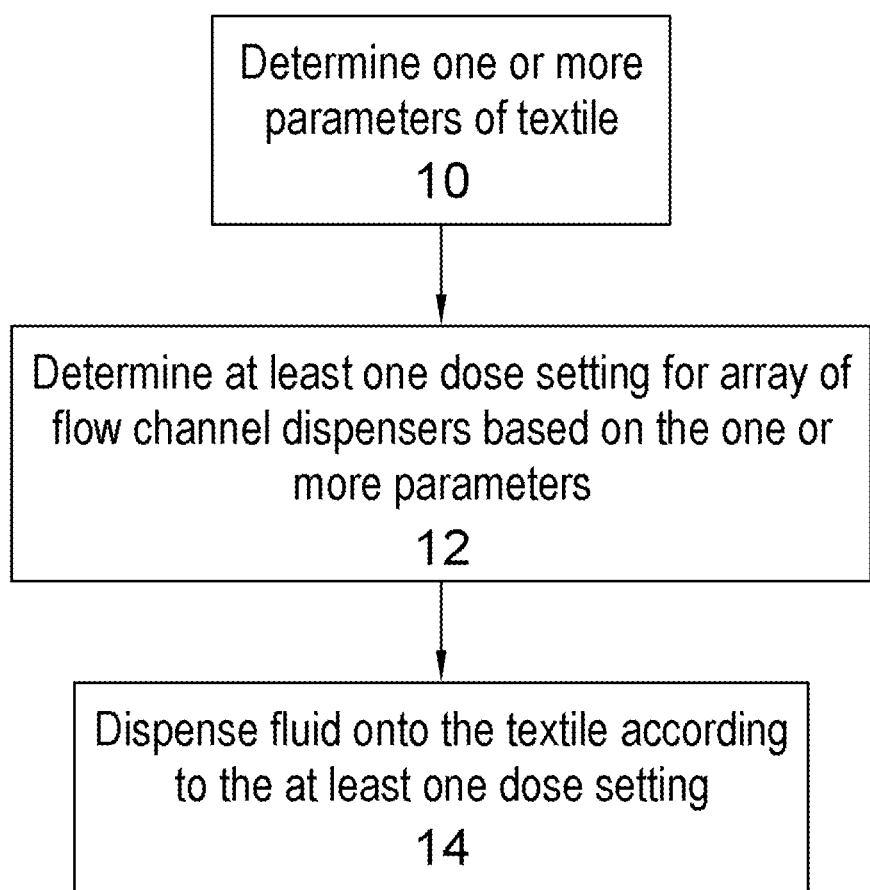 Determine one or more
parameters of textile
10
Determine at least one dose setting for array of
flow channel dispensers based on the one or
more parameters
12
Dispense fluid onto the textile according
to the at least one dose setting
14